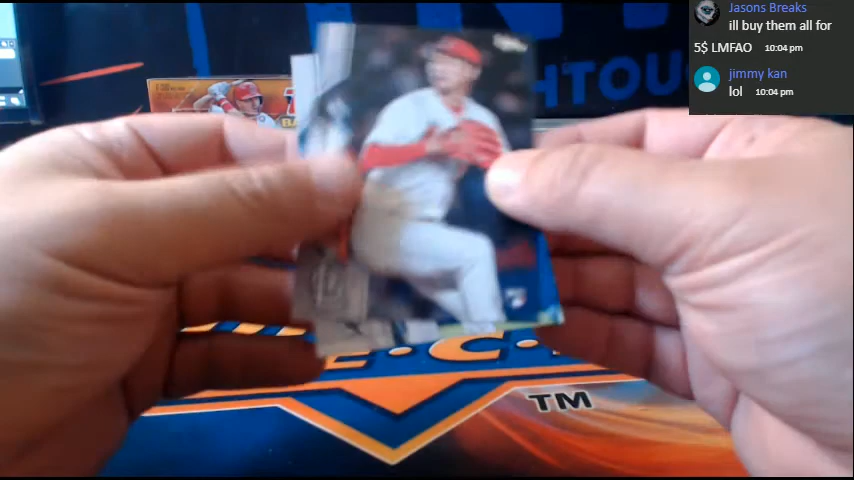 Jasons Breaks
ill buy them all for
5$ LMFAO 10:04 pm
jimmy kan
lol 10:04 pm
HTOU
E.C.
TM